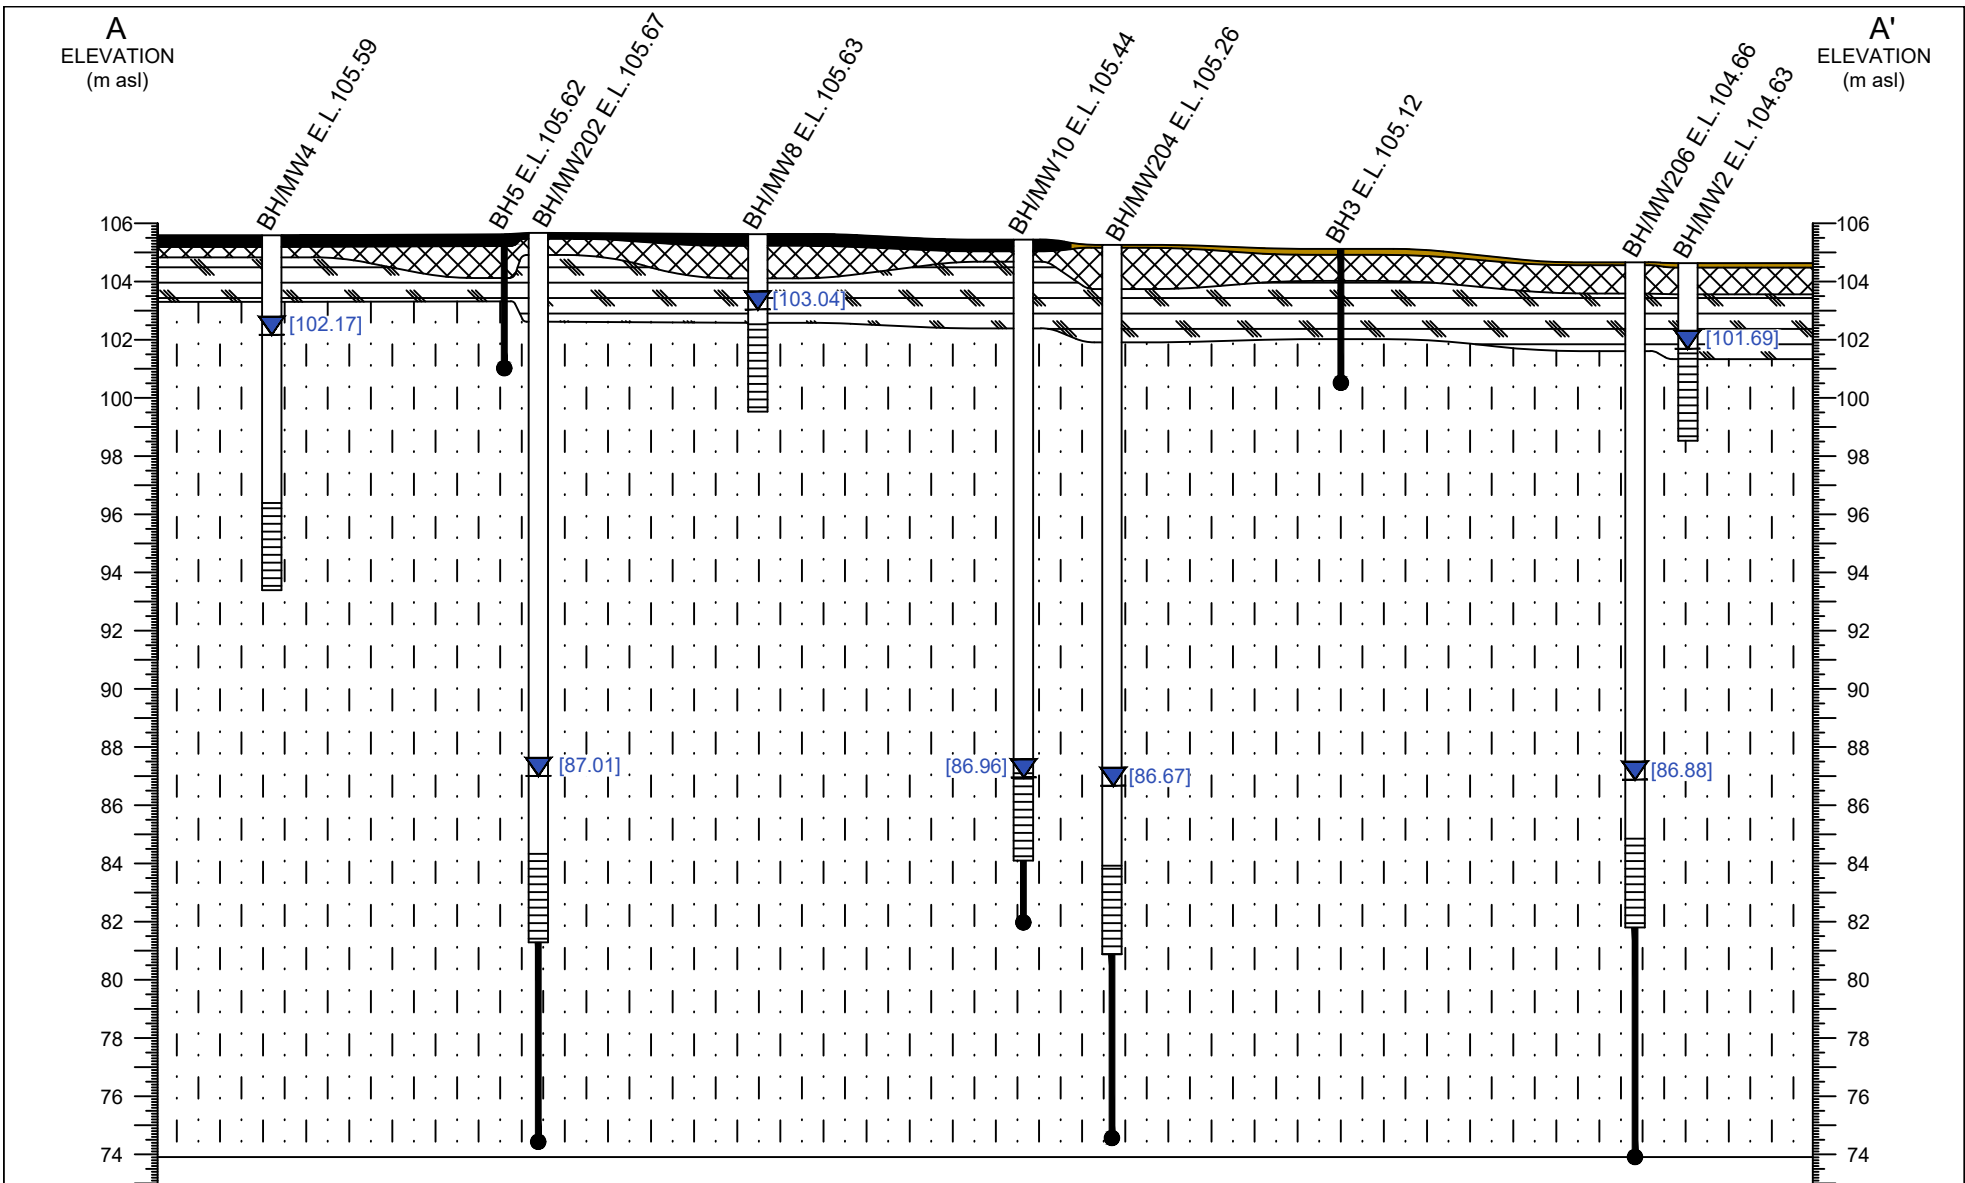 A
ELEVATION
(m asl)
A'
ELEVATION
(m asl)
BH/MW4 E.L. 105.59
BH5 E.L. 105.62
BH/MW202 E.L. 105.67
BH/MW8 E.L. 105.63
BH/MW10 E.L. 105.44
BH/MW204 E.L. 105.26
BH3 E.L. 105.12
BH/MW206 E.L. 104.66
BH/MW2 E.L. 104.63
106
104
102
100
98
96
94
92
90
88
86
84
82
80
78
76
74
[102.17]
[103.04]
[101.69]
[87.01]
[86.96]
[86.67]
[86.88]
106
104
102
100
98
96
94
92
90
88
86
84
82
80
78
76
74